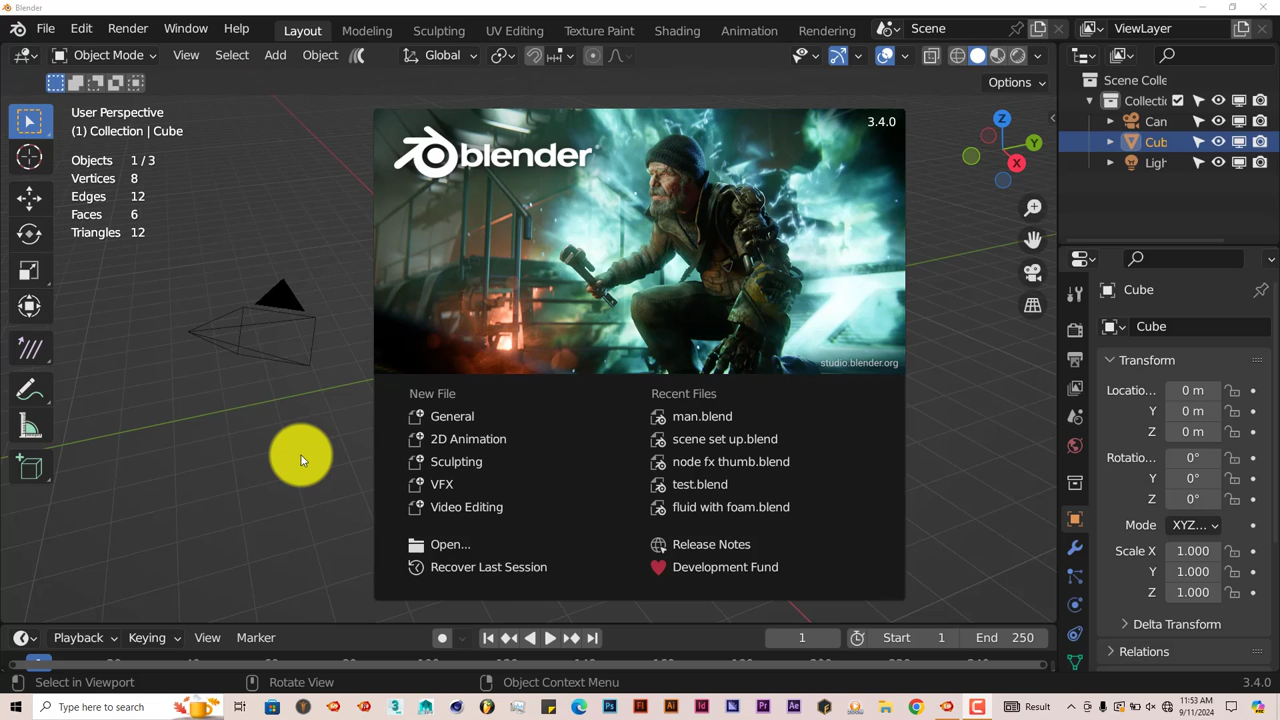 Blender
File Edit Render Window Help Layout Modeling Sculpting UV Editing Texture Paint Shading Animation Rendering Scene ViewLayer
Object Mode View Select Add Object Global
Options
User Perspective
(1) Collection | Cube
Objects 1 / 3
Vertices 8
Edges 12
Faces 6
Triangles 12
blender
3.4.0
studio.blender.org
New File
General
2D Animation
Sculpting
VFX
Video Editing
Open...
Recover Last Session
Recent Files
man.blend
scene set up.blend
node fx thumb.blend
test.blend
fluid with foam.blend
Release Notes
Development Fund
Z
Y
X
Scene Colle
Collecti
Can
Cub
Ligh
Cube
Cube
Transform
Locatio... 0 m
Y 0 m
Z 0 m
Rotatio... 0°
Y 0°
Z 0°
Mode XYZ...
Scale X 1.000
Y 1.000
Z 1.000
Delta Transform
Relations
Playback Keying View Marker 1 Start 1 End 250
Select in Viewport Rotate View Object Context Menu 3.4.0
Type here to search
Result
11:53 AM
9/11/2024